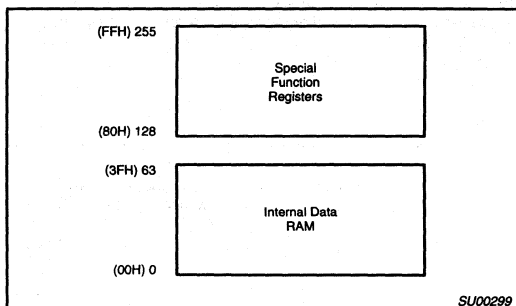 (FFH) 255
Special
Function
Registers
(80H) 128
(3FH) 63
Internal Data
RAM
(00H) 0
SU00299